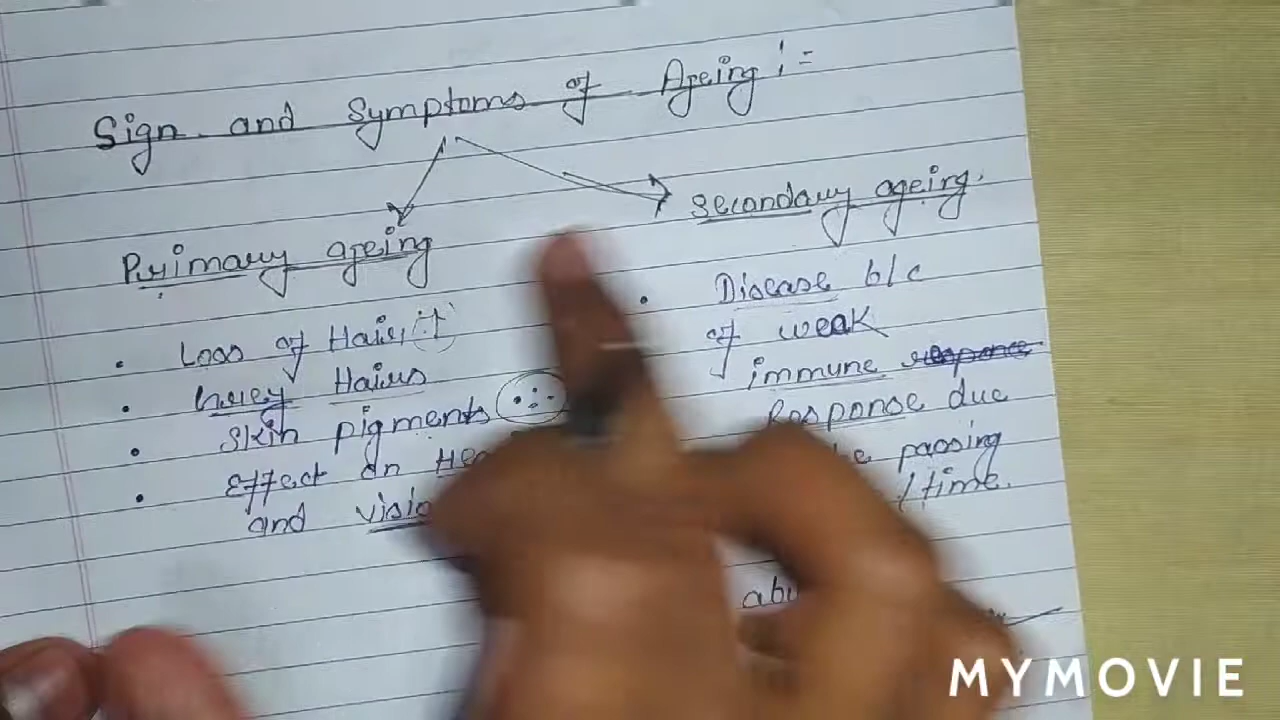 Sign and Symptoms of Ageing :-
Primary ageing
• Loss of Hair
• Grey Hairs
• Skin pigments
• Effect on
and
Secondary ageing.
• Disease b/c
of weak
immune
Response due
passing
/time.
MYMOVIE